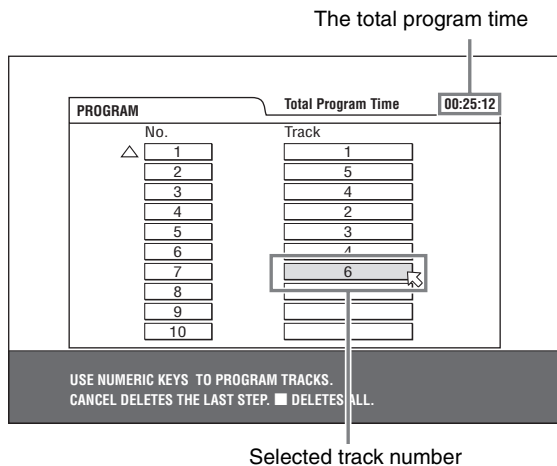 The total program time
PROGRAM Total Program Time 00:25:12
No. Track
1 1
2 5
3 4
4 2
5 3
6 4
7 6
8
9
10
USE NUMERIC KEYS TO PROGRAM TRACKS.
CANCEL DELETES THE LAST STEP. ■ DELETES ALL.
Selected track number